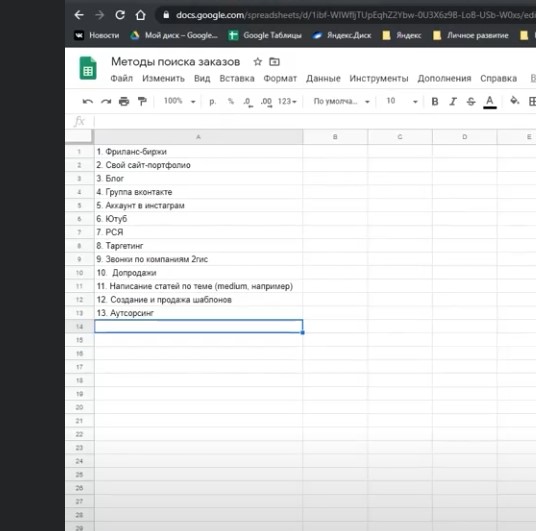 docs.google.com/spreadsheets/d/1ibf-WIWfljTUpEqhZ2Ybw-0U3X6z9B-LoB-USb-W0xs/edi
Новости Мой диск – Google... Google Таблицы Яндекс.Диск Яндекс Личное развитие
Методы поиска заказов
Файл Изменить Вид Вставка Формат Данные Инструменты Дополнения Справка
100% р. % .0 .00 123 По умолча... 10 B I S A
fx
A B C D E
1 1. Фриланс-биржи
2 2. Свой сайт-портфолио
3 3. Блог
4 4. Группа вконтакте
5 5. Аккаунт в инстаграм
6 6. Ютуб
7 7. РСЯ
8 8. Таргетинг
9 9. Звонки по компаниям 2гис
10 10. Допродажи
11 11. Написание статей по теме (medium, например)
12 12. Создание и продажа шаблонов
13 13. Аутсорсинг
14
15
16
17
18
19
20
21
22
23
24
25
26
27
28
29